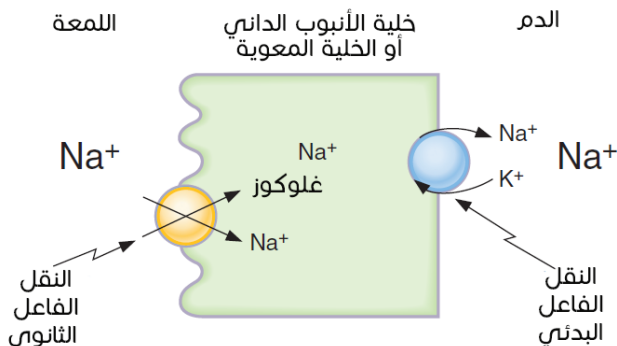 الدم
خلية الأنبوب الداني
أو الخلية المعوية
اللمعة
Na⁺
Na⁺
K⁺
Na⁺
Na⁺
غلوكوز
Na⁺
النقل
الفاعل
البدئي
النقل
الفاعل
الثانوي